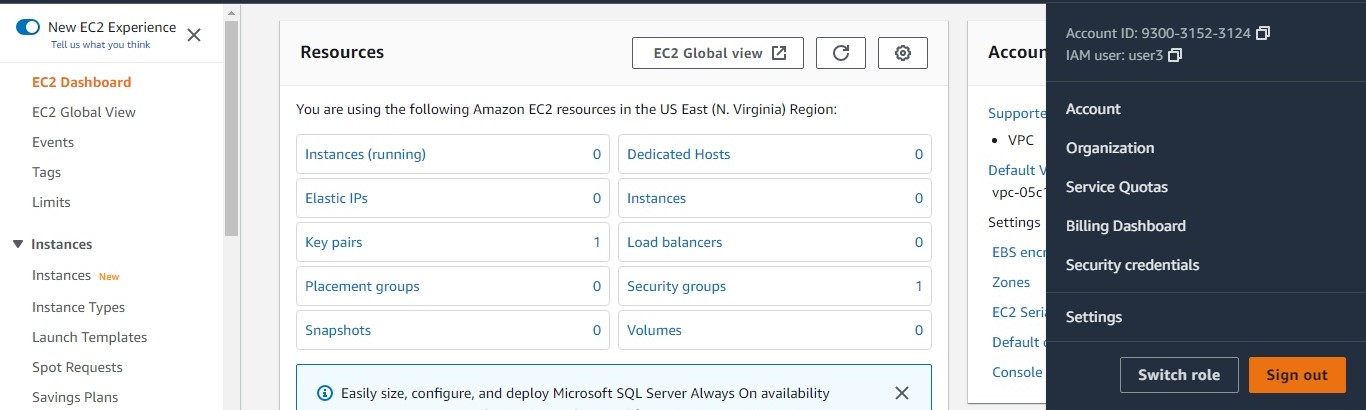 New EC2 Experience
Tell us what you think
EC2 Dashboard
EC2 Global View
Events
Tags
Limits
Instances
Instances New
Instance Types
Launch Templates
Spot Requests
Savings Plans
Resources
EC2 Global view
You are using the following Amazon EC2 resources in the US East (N. Virginia) Region:
Instances (running) 0
Dedicated Hosts 0
Elastic IPs 0
Instances 0
Key pairs 1
Load balancers 0
Placement groups 0
Security groups 1
Snapshots 0
Volumes 0
Easily size, configure, and deploy Microsoft SQL Server Always On availability
Accoun
Supporte
VPC
Default V
vpc-05c
Settings
EBS encr
Zones
EC2 Seria
Default
Console
Account ID: 9300-3152-3124
IAM user: user3
Account
Organization
Service Quotas
Billing Dashboard
Security credentials
Settings
Switch role
Sign out